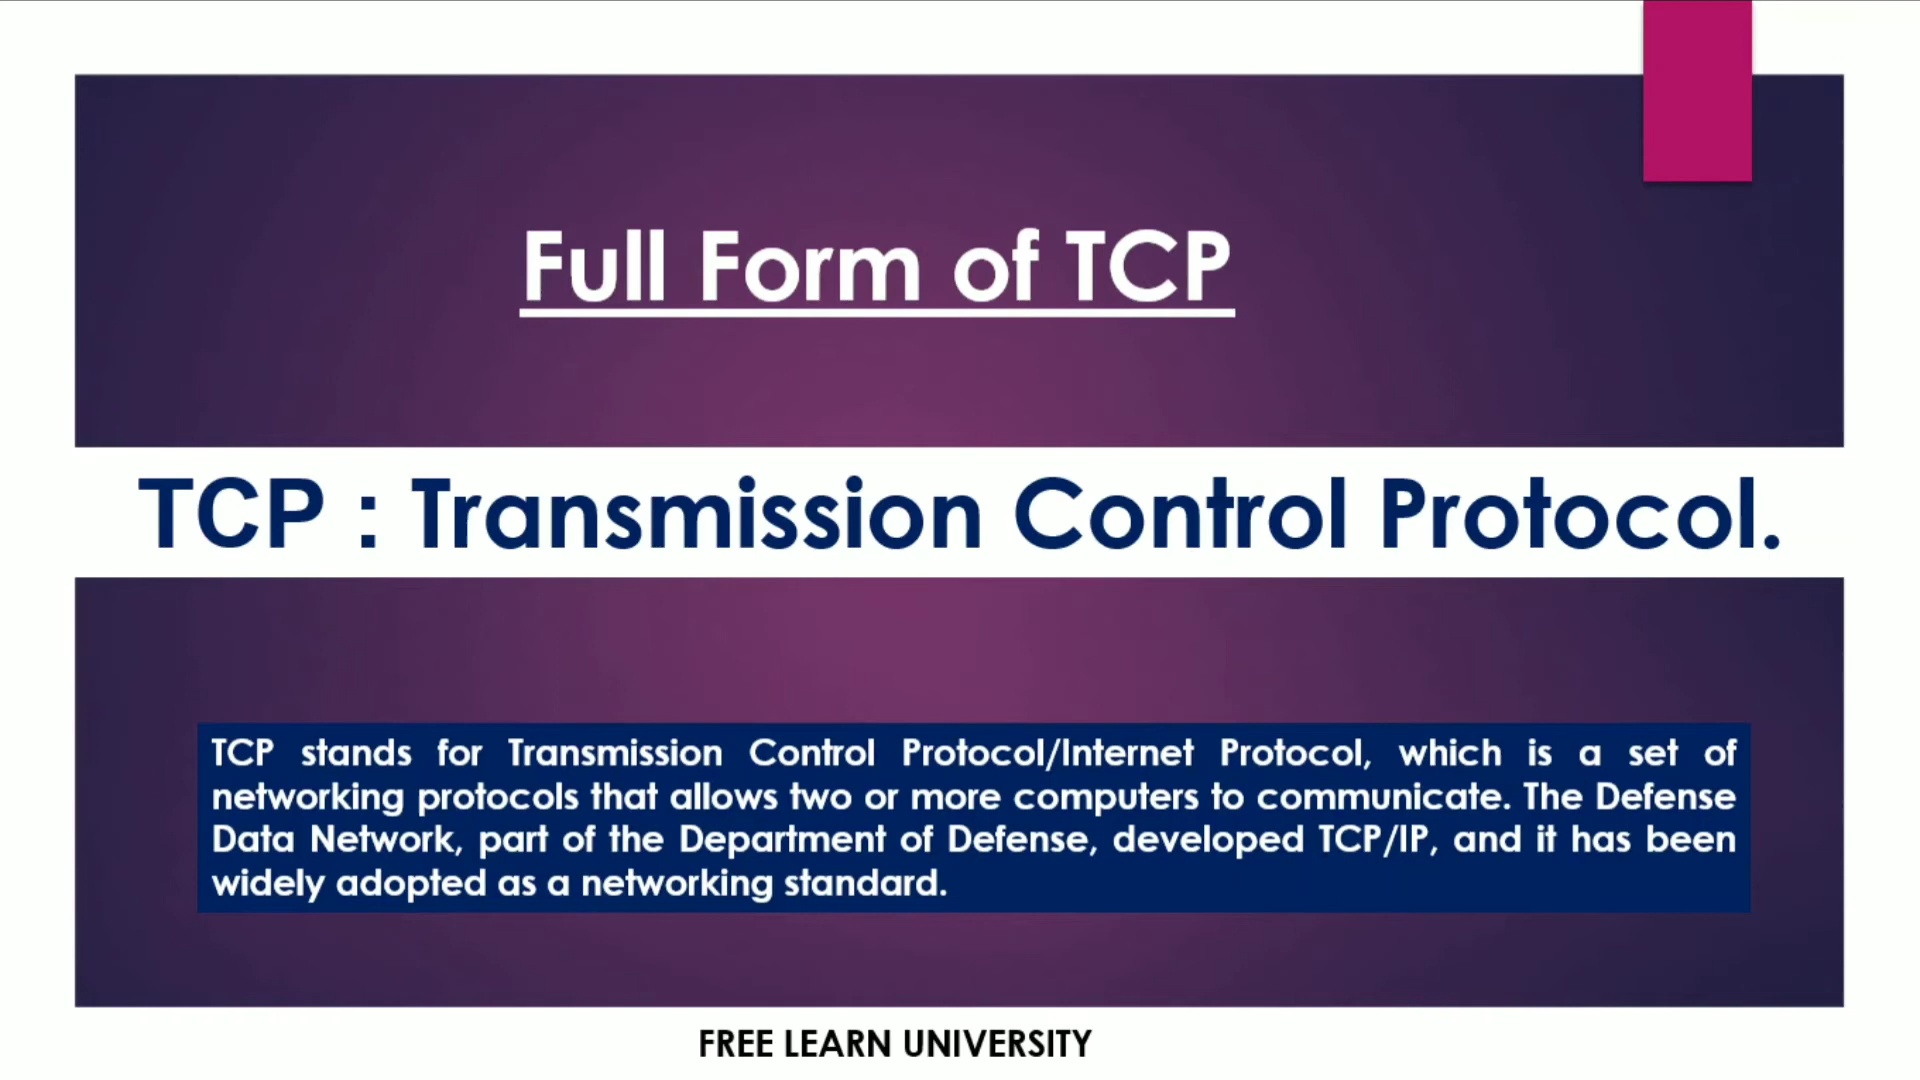 Full Form of TCP
TCP : Transmission Control Protocol.
TCP stands for Transmission Control Protocol/Internet Protocol, which is a set of
networking protocols that allows two or more computers to communicate. The Defense
Data Network, part of the Department of Defense, developed TCP/IP, and it has been
widely adopted as a networking standard.
FREE LEARN UNIVERSITY